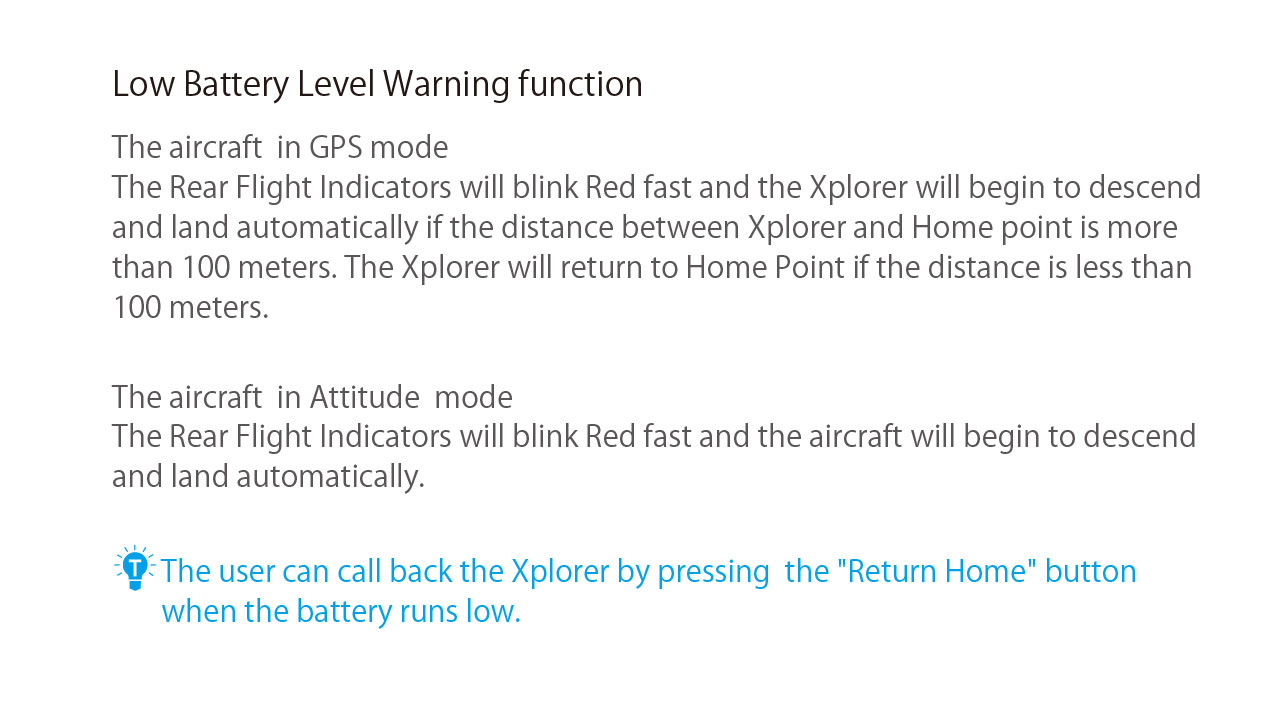 Low Battery Level Warning function
The aircraft in GPS mode
The Rear Flight Indicators will blink Red fast and the Xplorer will begin to descend
and land automatically if the distance between Xplorer and Home point is more
than 100 meters. The Xplorer will return to Home Point if the distance is less than
100 meters.
The aircraft in Attitude mode
The Rear Flight Indicators will blink Red fast and the aircraft will begin to descend
and land automatically.
T The user can call back the Xplorer by pressing the "Return Home" button
when the battery runs low.